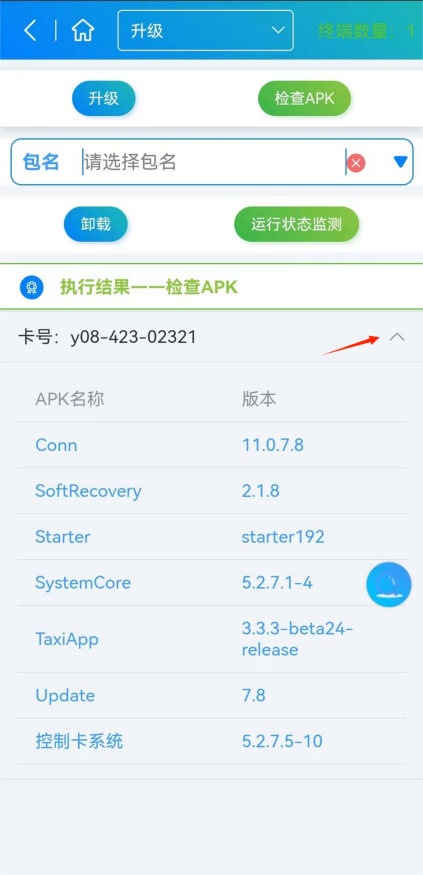 升级
终端数量：1
升级
检查APK
包名
请选择包名
卸载
运行状态监测
执行结果一一检查APK
卡号：y08-423-02321
APK名称 版本
Conn 11.0.7.8
SoftRecovery 2.1.8
Starter starter192
SystemCore 5.2.7.1-4
TaxiApp 3.3.3-beta24-
release
Update 7.8
控制卡系统 5.2.7.5-10